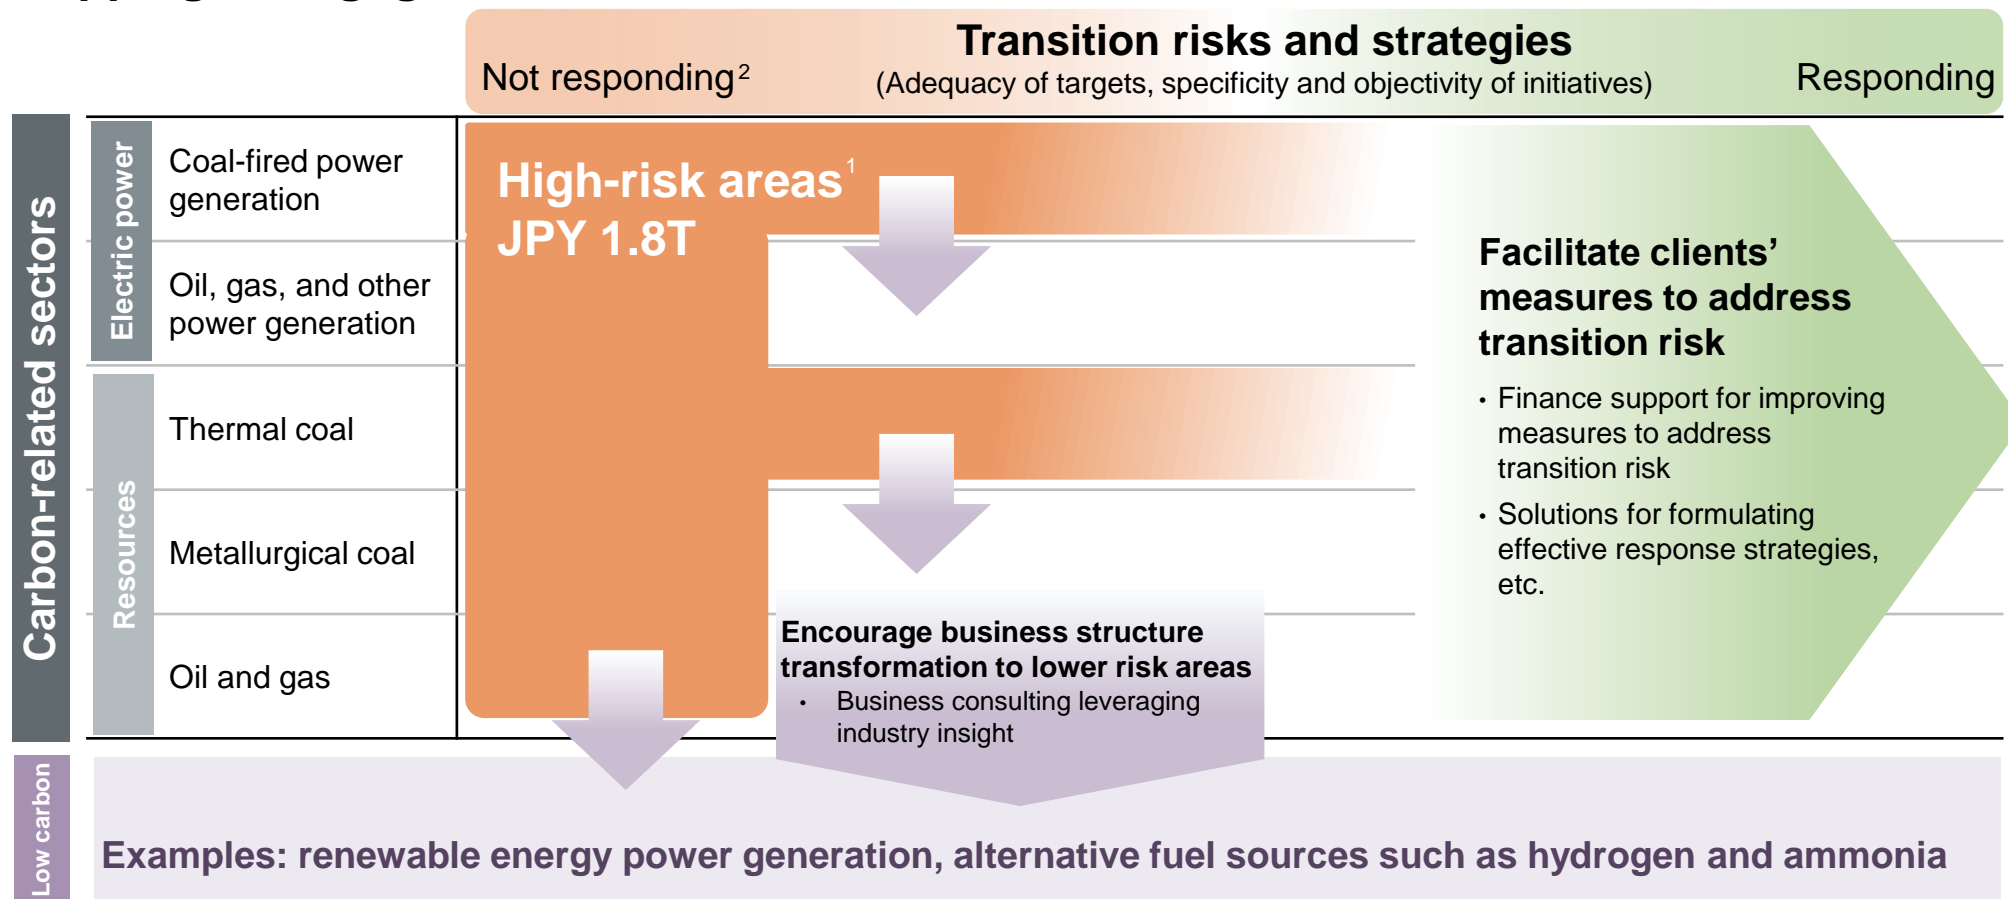 Transition risks and strategies
Not responding²
(Adequacy of targets, specificity and objectivity of initiatives)
Responding
Carbon-related sectors
Electric power
Coal-fired power
generation
Oil, gas, and other
power generation
Resources
Thermal coal
Metallurgical coal
Oil and gas
High-risk areas¹
JPY 1.8T
Encourage business structure
transformation to lower risk areas
• Business consulting leveraging
industry insight
Facilitate clients’
measures to address
transition risk
• Finance support for improving
measures to address
transition risk
• Solutions for formulating
effective response strategies,
etc.
Low carbon
Examples: renewable energy power generation, alternative fuel sources such as hydrogen and ammonia